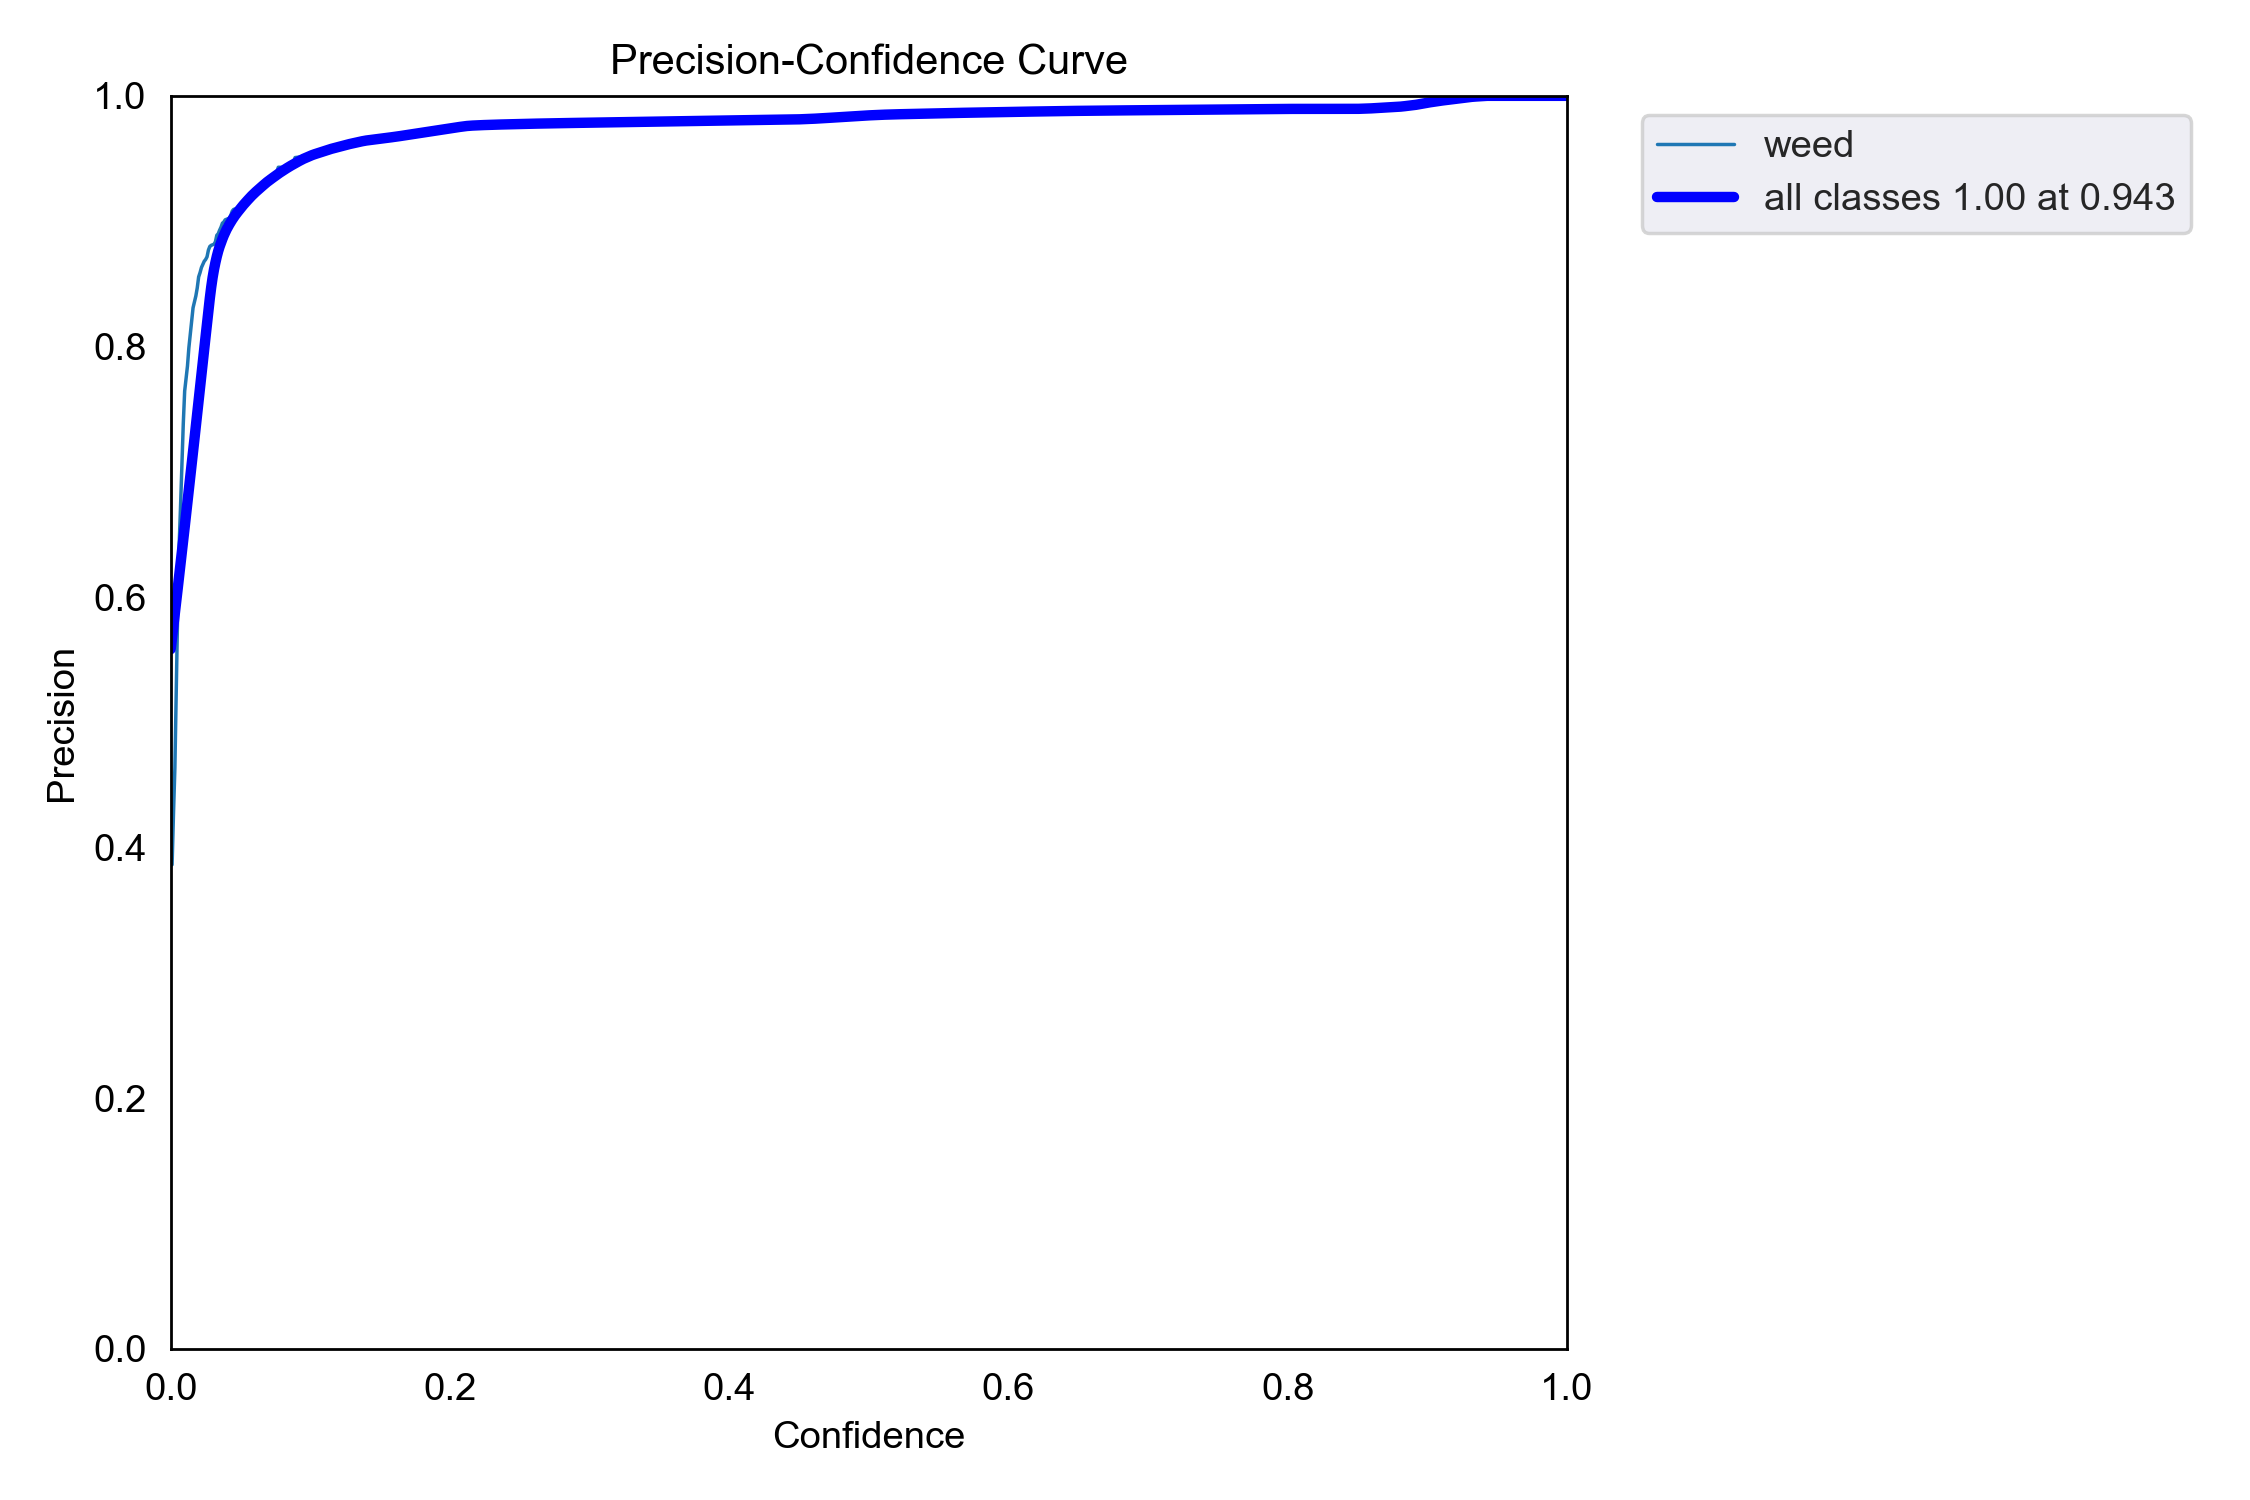 Precision-Confidence Curve
1.0
0.8
0.6
0.4
0.2
0.0
Precision
0.0 0.2 0.4 0.6 0.8 1.0
Confidence
weed
all classes 1.00 at 0.943